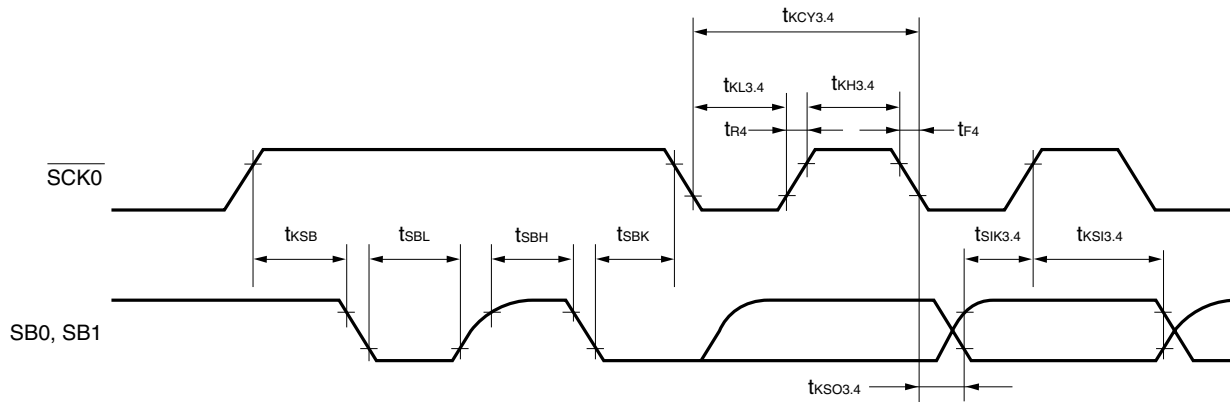 tKCY3.4
tKL3.4 tKH3.4
tR4 tF4
SCK0
tKSB tSBL tSBH tSBK tSIK3.4 tKSI3.4
SB0, SB1
tKSO3.4